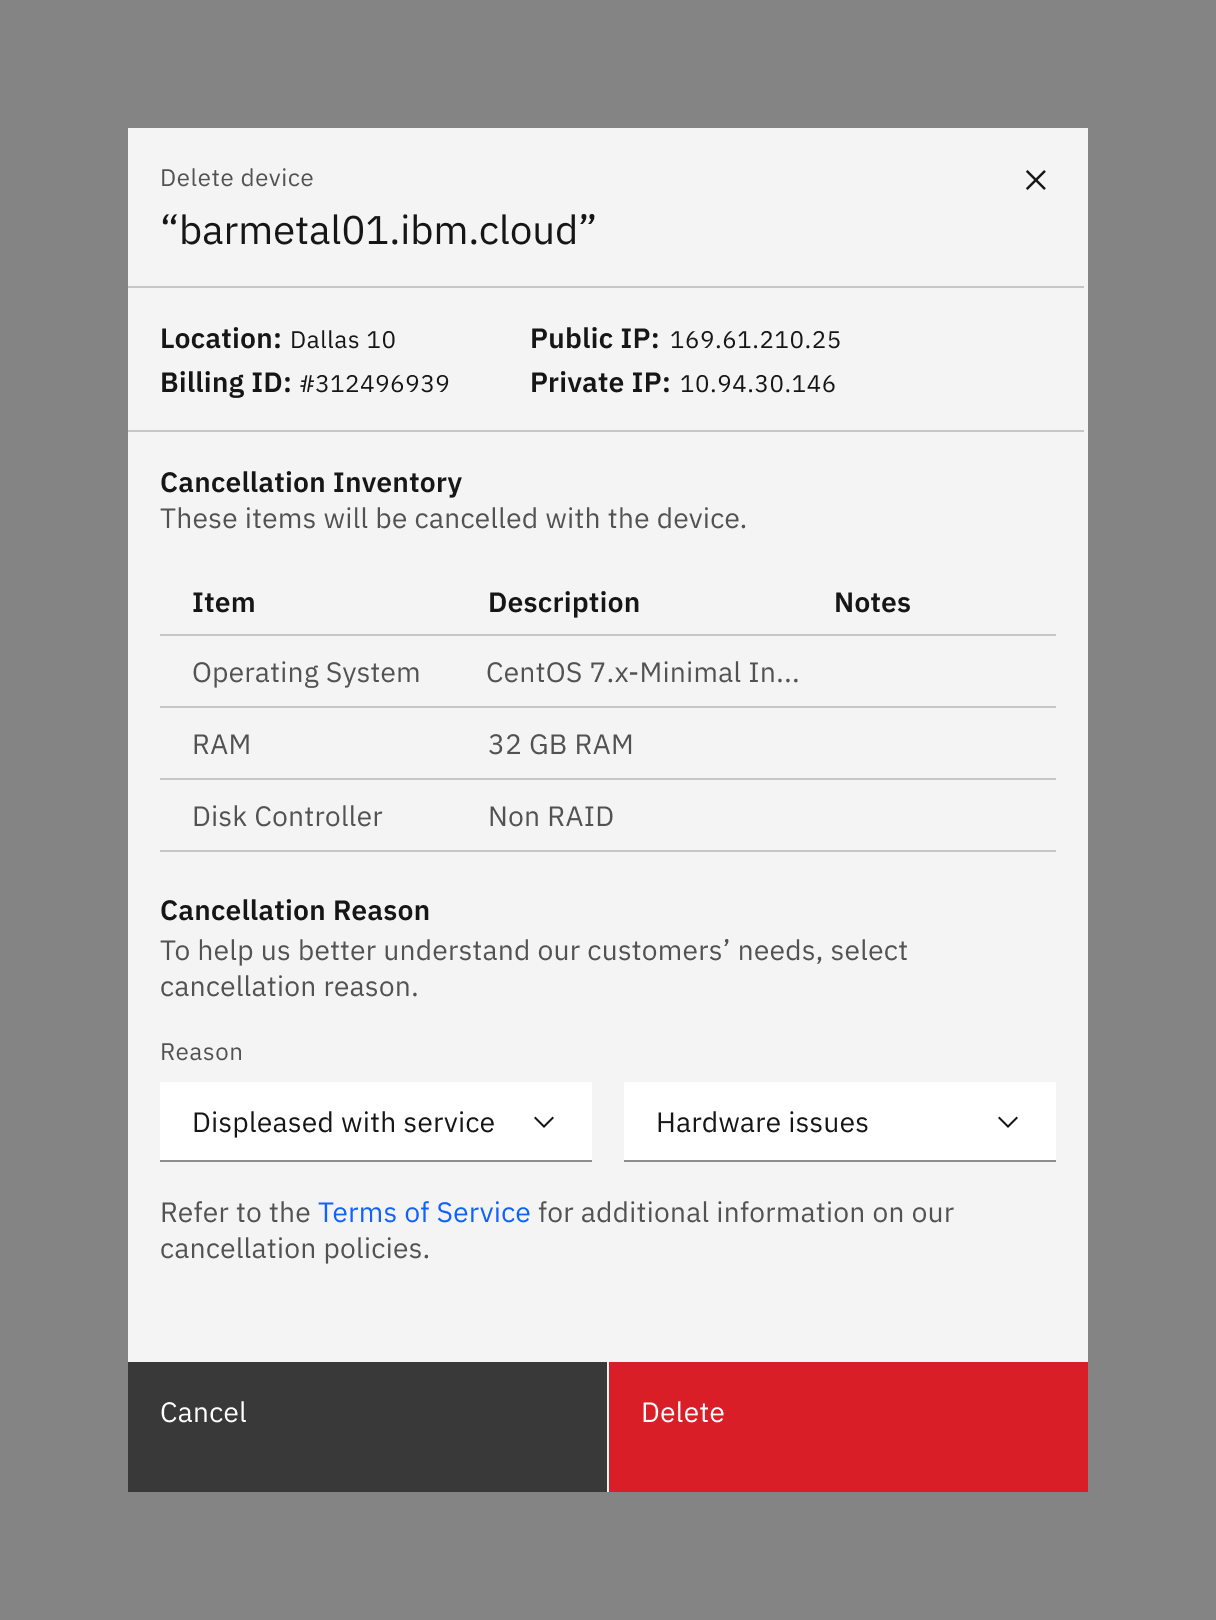 Delete device
“barmetal01.ibm.cloud”
Location: Dallas 10 Public IP: 169.61.210.25
Billing ID: #312496939 Private IP: 10.94.30.146
Cancellation Inventory
These items will be cancelled with the device.
Item Description Notes
Operating System CentOS 7.x-Minimal In...
RAM 32 GB RAM
Disk Controller Non RAID
Cancellation Reason
To help us better understand our customers’ needs, select
cancellation reason.
Reason
Displeased with service Hardware issues
Refer to the Terms of Service for additional information on our
cancellation policies.
Cancel Delete